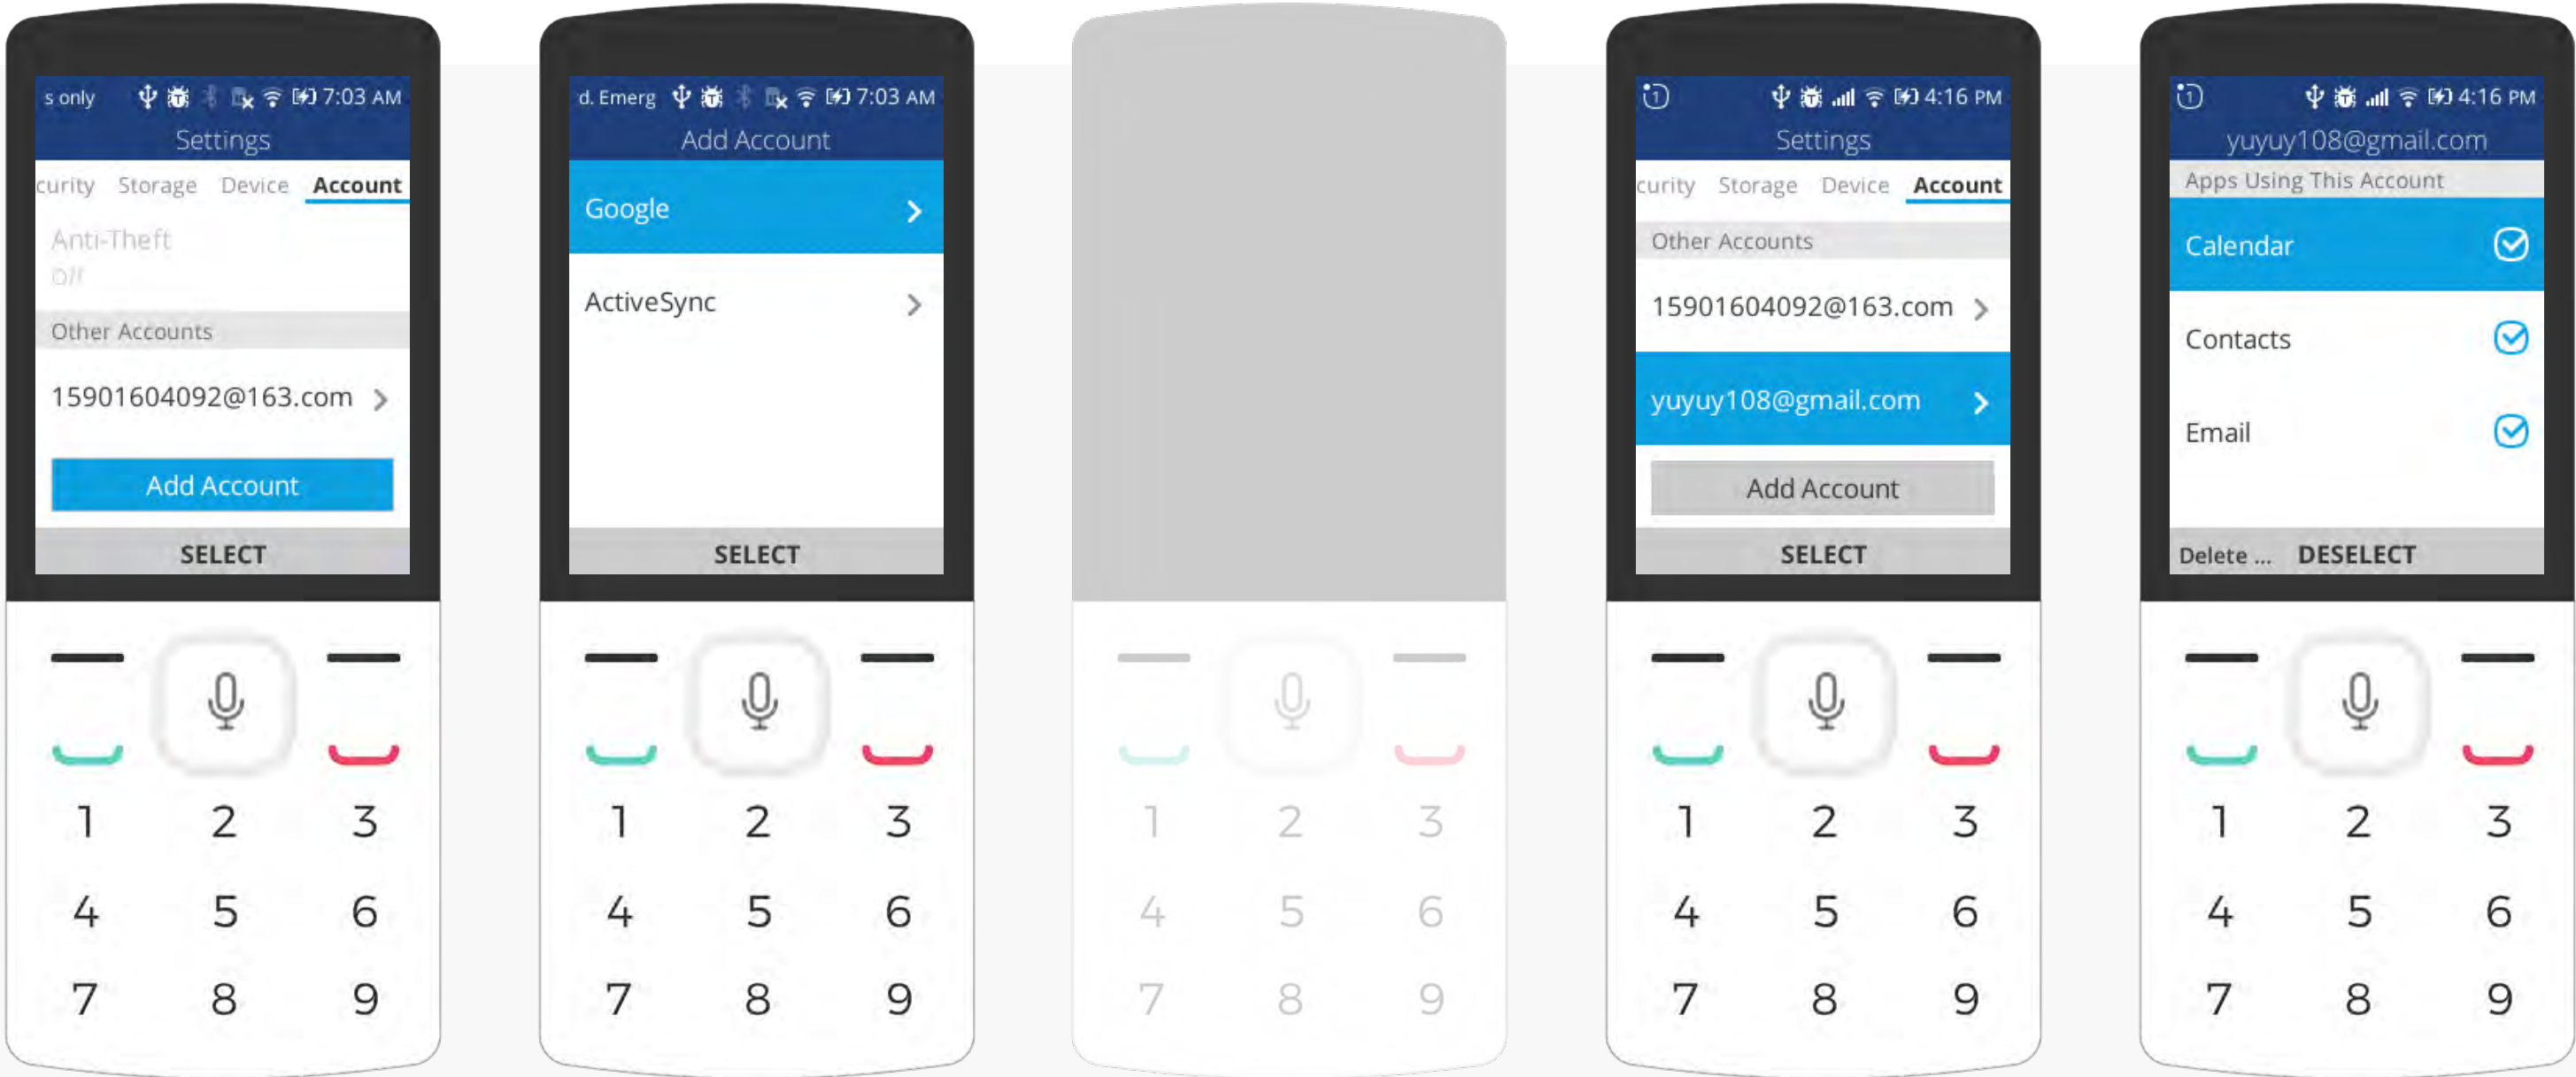 s only 7:03 AM
Settings
curity Storage Device Account
Anti-Theft
Off
Other Accounts
15901604092@163.com
Add Account
SELECT
1 2 3
4 5 6
7 8 9
d. Emerg 7:03 AM
Add Account
Google
ActiveSync
SELECT
1 2 3
4 5 6
7 8 9
1 2 3
4 5 6
7 8 9
1 4:16 PM
Settings
curity Storage Device Account
Other Accounts
15901604092@163.com
yuyuy108@gmail.com
Add Account
SELECT
1 2 3
4 5 6
7 8 9
1 4:16 PM
yuyuy108@gmail.com
Apps Using This Account
Calendar
Contacts
Email
Delete ... DESELECT
1 2 3
4 5 6
7 8 9